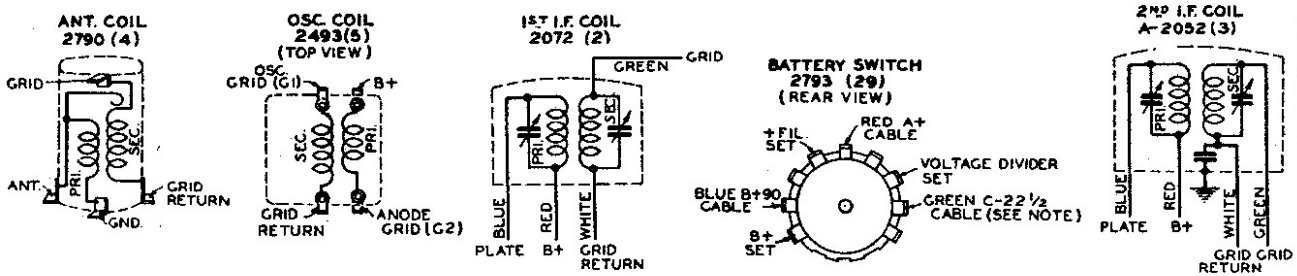 ANT. COIL
2790 (4)
GRID
PRI.
SEC.
ANT.
GRID
RETURN
GND.
OSC. COIL
2493(5)
(TOP VIEW)
OSC.
GRID (G1)
B+
SEC.
PRI.
GRID
RETURN
ANODE
GRID (G2)
1ST I.F. COIL
2072 (2)
GREEN
GRID
PRI.
SEC.
BLUE
RED
WHITE
PLATE
B+
GRID
RETURN
BATTERY SWITCH
2793 (29)
(REAR VIEW)
+ FIL
SET
RED A+
CABLE
VOLTAGE DIVIDER
SET
BLUE B+90
CABLE
GREEN C-22 1/2
CABLE (SEE NOTE)
B+
SET
2ND I.F. COIL
A-2052(3)
PRI.
SEC.
BLUE
RED
WHITE
GREEN
PLATE
B+
GRID GRID
RETURN